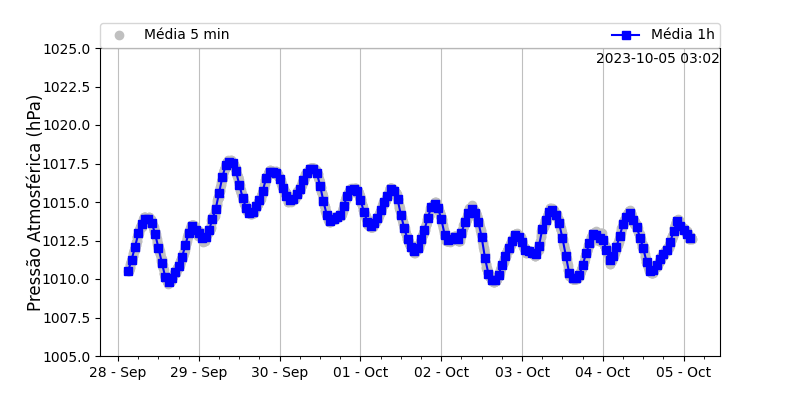 Média 5 min
Média 1h
2023-10-05 03:02
Pressão Atmosférica (hPa)
1025.0
1022.5
1020.0
1017.5
1015.0
1012.5
1010.0
1007.5
1005.0
28 - Sep
29 - Sep
30 - Sep
01 - Oct
02 - Oct
03 - Oct
04 - Oct
05 - Oct